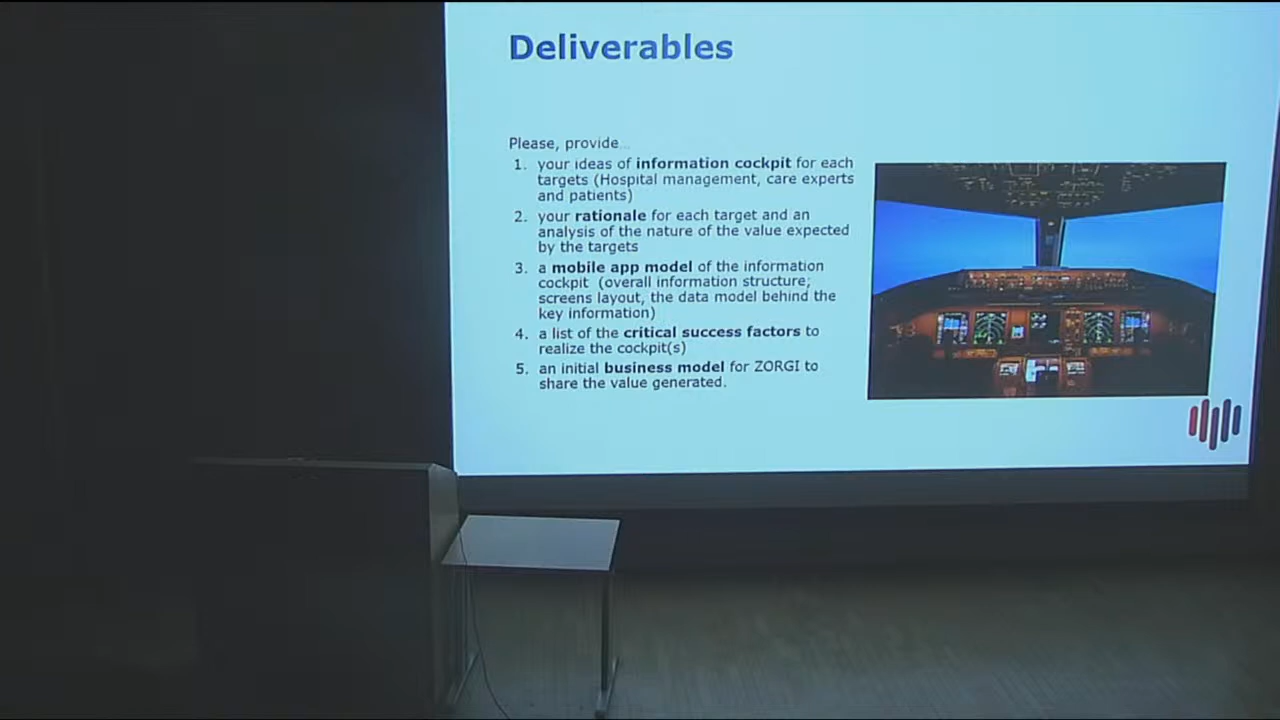 Deliverables
Please, provide…
1. your ideas of information cockpit for each
targets (Hospital management, care experts
and patients)
2. your rationale for each target and an
analysis of the nature of the value expected
by the targets
3. a mobile app model of the information
cockpit (overall information structure;
screens layout, the data model behind the
key information)
4. a list of the critical success factors to
realize the cockpit(s)
5. an initial business model for ZORGI to
share the value generated.